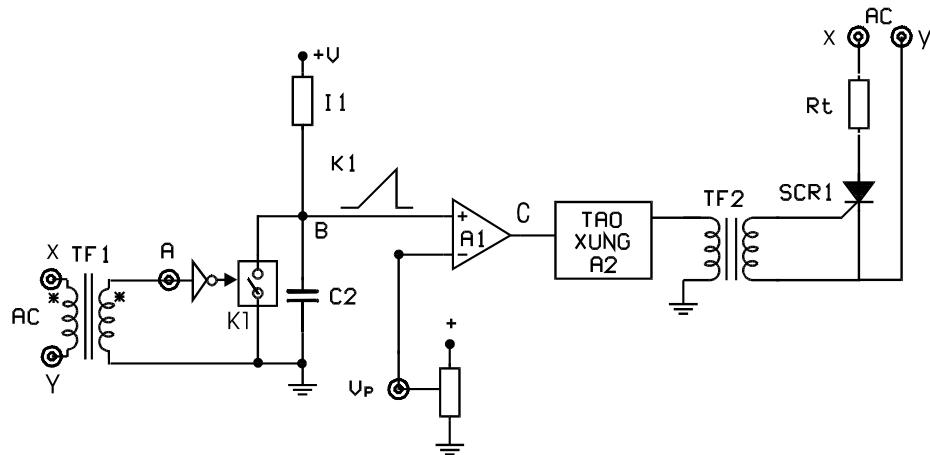 AC
X
Y
+V
I1
Rt
K1
SCR1
TF2
C
B
+
A1
-
TAO
XUNG
A2
X
TF1
A
*
*
AC
K1
C2
Y
+
VP